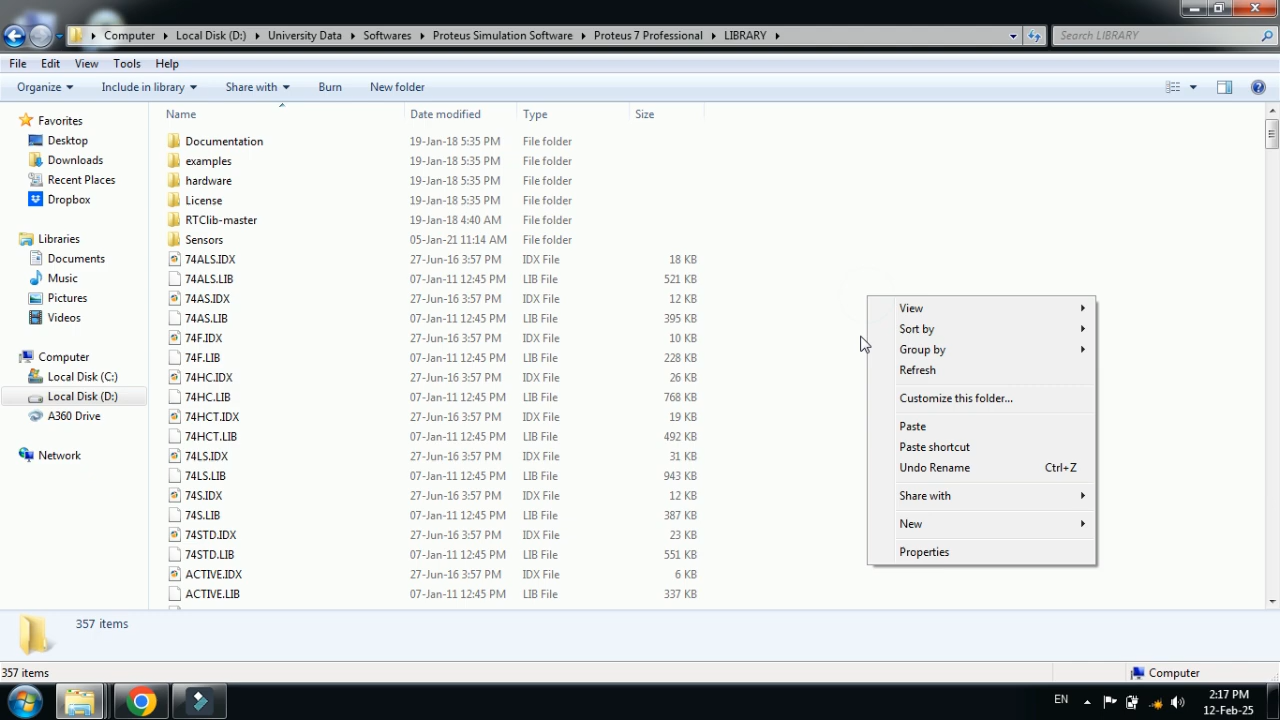 Computer Local Disk (D:) University Data Softwares Proteus Simulation Software Proteus 7 Professional LIBRARY
Search LIBRARY
File Edit View Tools Help
Organize Include in library Share with Burn New folder
Name Date modified Type Size
Favorites
Desktop
Downloads
Recent Places
Dropbox
Libraries
Documents
Music
Pictures
Videos
Computer
Local Disk (C:)
Local Disk (D:)
A360 Drive
Network
Documentation 19-Jan-18 5:35 PM File folder
examples 19-Jan-18 5:35 PM File folder
hardware 19-Jan-18 5:35 PM File folder
License 19-Jan-18 5:35 PM File folder
RTClib-master 19-Jan-18 4:40 AM File folder
Sensors 05-Jan-21 11:14 AM File folder
74ALS.IDX 27-Jun-16 3:57 PM IDX File 18 KB
74ALS.LIB 07-Jan-11 12:45 PM LIB File 521 KB
74AS.IDX 27-Jun-16 3:57 PM IDX File 12 KB
74AS.LIB 07-Jan-11 12:45 PM LIB File 395 KB
74F.IDX 27-Jun-16 3:57 PM IDX File 10 KB
74F.LIB 07-Jan-11 12:45 PM LIB File 228 KB
74HC.IDX 27-Jun-16 3:57 PM IDX File 26 KB
74HC.LIB 07-Jan-11 12:45 PM LIB File 768 KB
74HCT.IDX 27-Jun-16 3:57 PM IDX File 19 KB
74HCT.LIB 07-Jan-11 12:45 PM LIB File 492 KB
74LS.IDX 27-Jun-16 3:57 PM IDX File 31 KB
74LS.LIB 07-Jan-11 12:45 PM LIB File 943 KB
74S.IDX 27-Jun-16 3:57 PM IDX File 12 KB
74S.LIB 07-Jan-11 12:45 PM LIB File 387 KB
74STD.IDX 27-Jun-16 3:57 PM IDX File 23 KB
74STD.LIB 07-Jan-11 12:45 PM LIB File 551 KB
ACTIVE.IDX 27-Jun-16 3:57 PM IDX File 6 KB
ACTIVE.LIB 07-Jan-11 12:45 PM LIB File 337 KB
View
Sort by
Group by
Refresh
Customize this folder...
Paste
Paste shortcut
Undo Rename Ctrl+Z
Share with
New
Properties
357 items
357 items
Computer
EN
2:17 PM
12-Feb-25